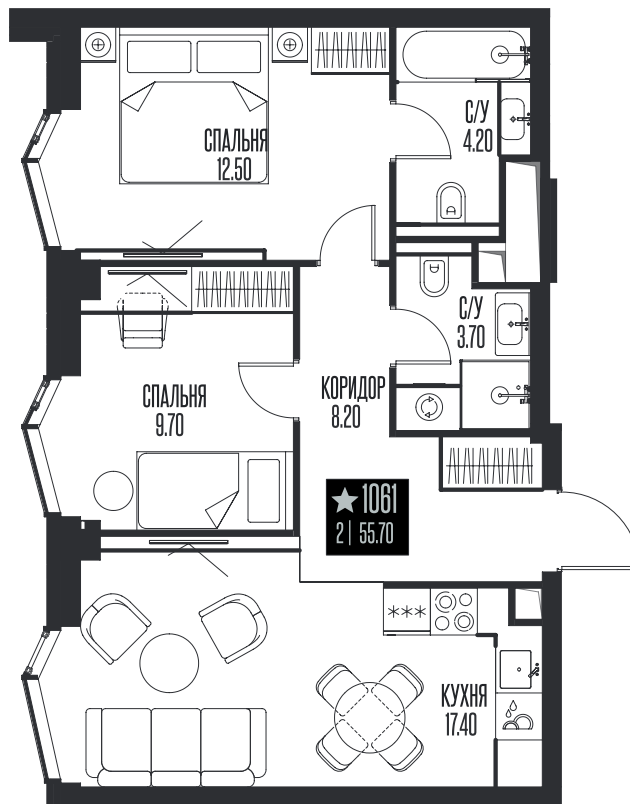 СПАЛЬНЯ
12.50
С/У
4.20
С/У
3.70
СПАЛЬНЯ
9.70
КОРИДОР
8.20
1061
2 | 55.70
***
КУХНЯ
17.40